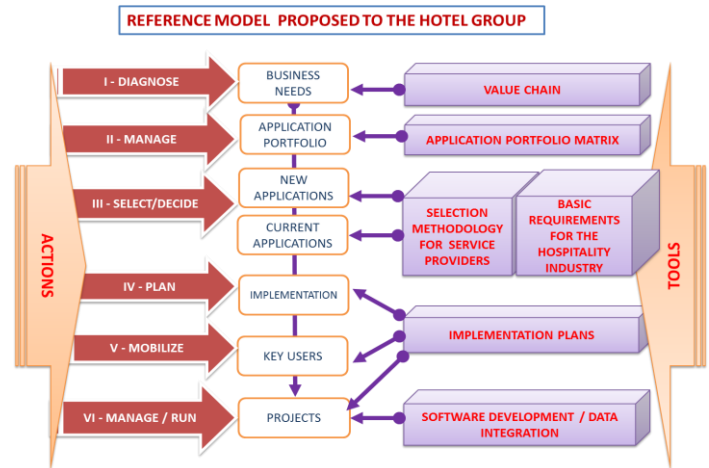 REFERENCE MODEL PROPOSED TO THE HOTEL GROUP
I - DIAGNOSE
BUSINESS
NEEDS
VALUE CHAIN
II - MANAGE
APPLICATION
PORTFOLIO
APPLICATION PORTFOLIO MATRIX
III - SELECT/DECIDE
NEW
APPLICATIONS
CURRENT
APPLICATIONS
SELECTION
METHODOLOGY
FOR SERVICE
PROVIDERS
BASIC
REQUIREMENTS
FOR THE
HOSPITALITY
INDUSTRY
ACTIONS
TOOLS
IV - PLAN
IMPLEMENTATION
IMPLEMENTATION PLANS
V - MOBILIZE
KEY USERS
VI - MANAGE / RUN
PROJECTS
SOFTWARE DEVELOPMENT / DATA
INTEGRATION